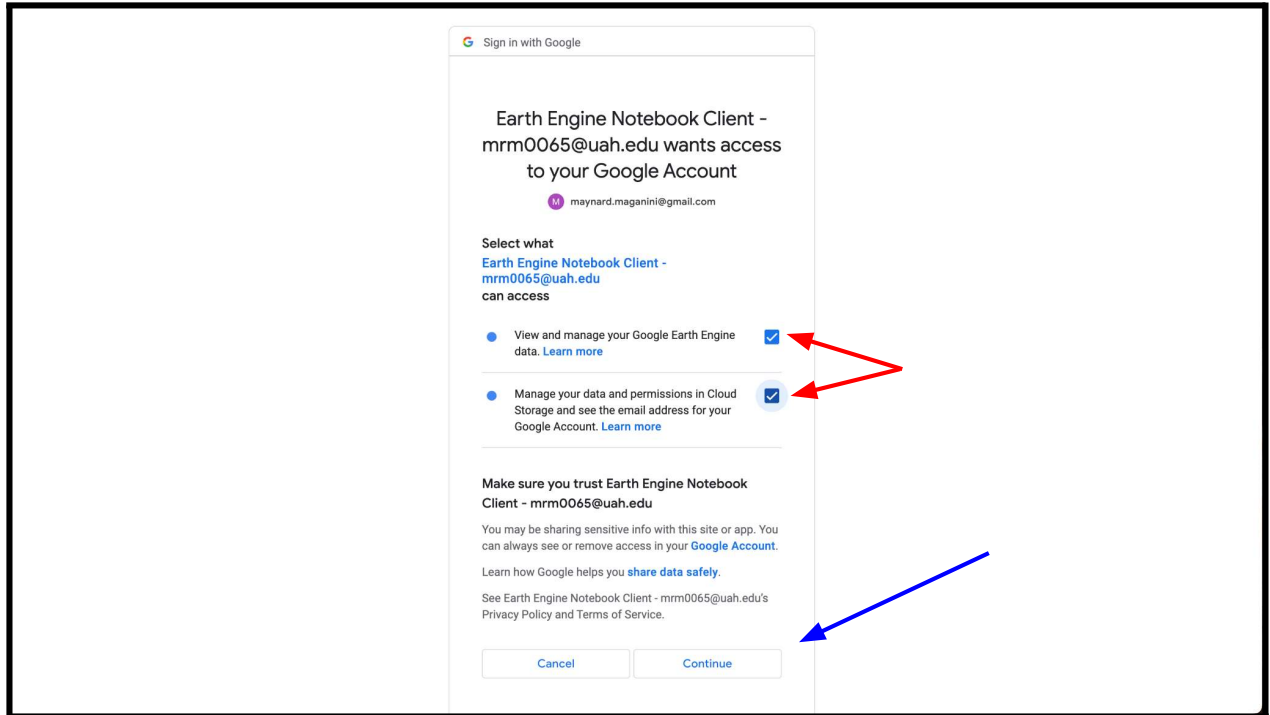 Sign in with Google
Earth Engine Notebook Client -
mrm0065@uah.edu wants access
to your Google Account
M maynard.maganini@gmail.com
Select what
Earth Engine Notebook Client -
mrm0065@uah.edu
can access
View and manage your Google Earth Engine
data. Learn more
Manage your data and permissions in Cloud
Storage and see the email address for your
Google Account. Learn more
Make sure you trust Earth Engine Notebook
Client - mrm0065@uah.edu
You may be sharing sensitive info with this site or app. You
can always see or remove access in your Google Account.
Learn how Google helps you share data safely.
See Earth Engine Notebook Client - mrm0065@uah.edu's
Privacy Policy and Terms of Service.
Cancel Continue